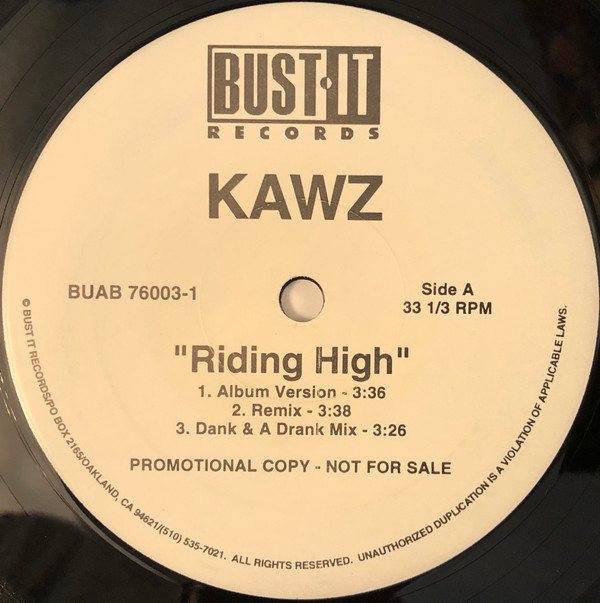 BUST·IT
RECORDS
KAWZ
BUAB 76003-1
Side A
33 1/3 RPM
"Riding High"
1. Album Version - 3:36
2. Remix - 3:38
3. Dank & A Drank Mix - 3:26
PROMOTIONAL COPY - NOT FOR SALE
© BUST IT RECORDS/PO BOX 2165/OAKLAND, CA 94621/(510) 535-7021. ALL RIGHTS RESERVED. UNAUTHORIZED DUPLICATION IS A VIOLATION OF APPLICABLE LAWS.